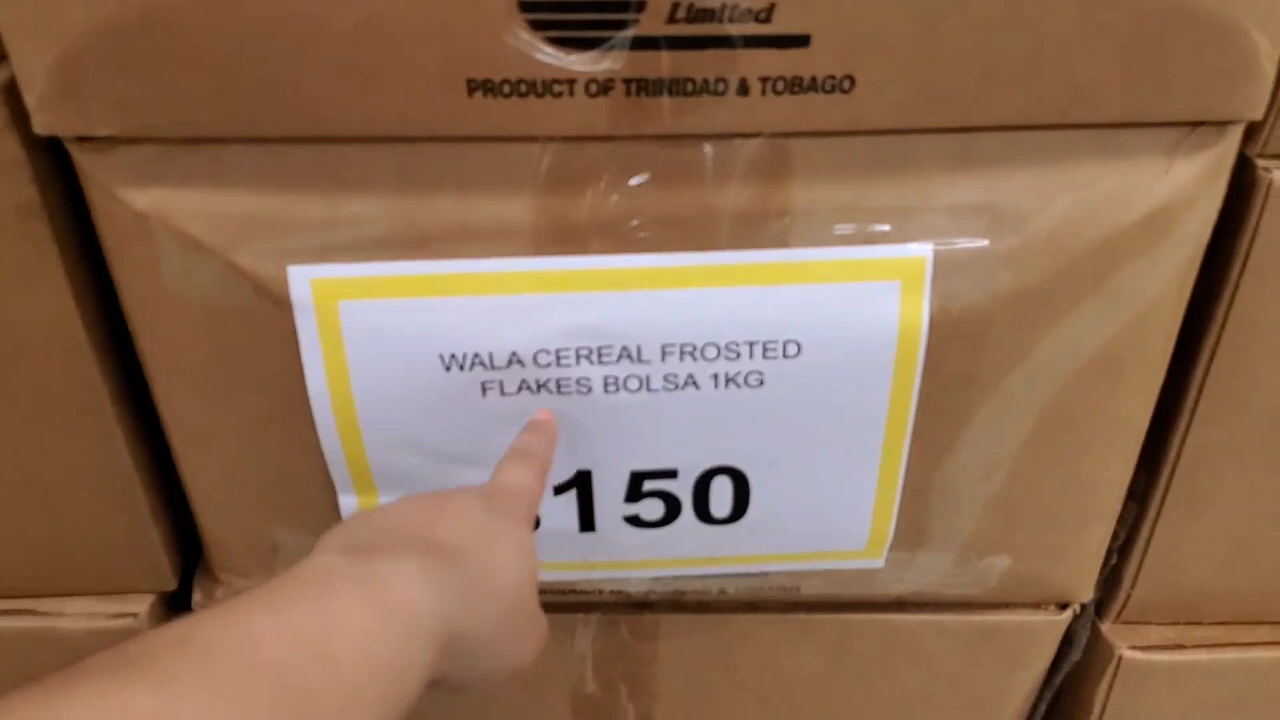 Limited
PRODUCT OF TRINIDAD & TOBAGO
WALA CEREAL FROSTED
FLAKES BOLSA 1KG
150